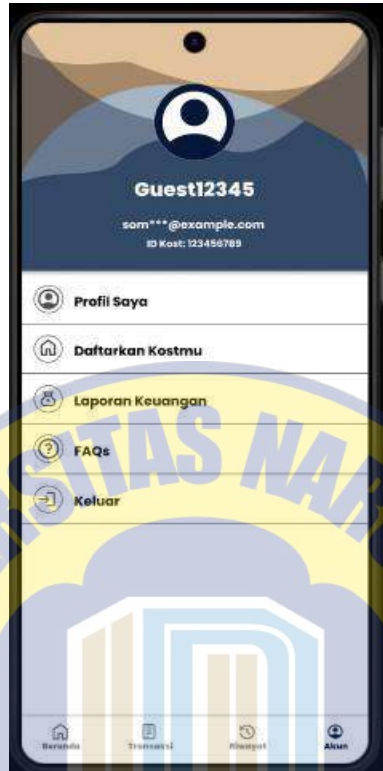 Guest12345
som***@example.com
ID Kost: 123456789
Profil Saya
Daftarkan Kostmu
Laporan Keuangan
FAQs
Keluar
Beranda Transaksi Riwayat Akun